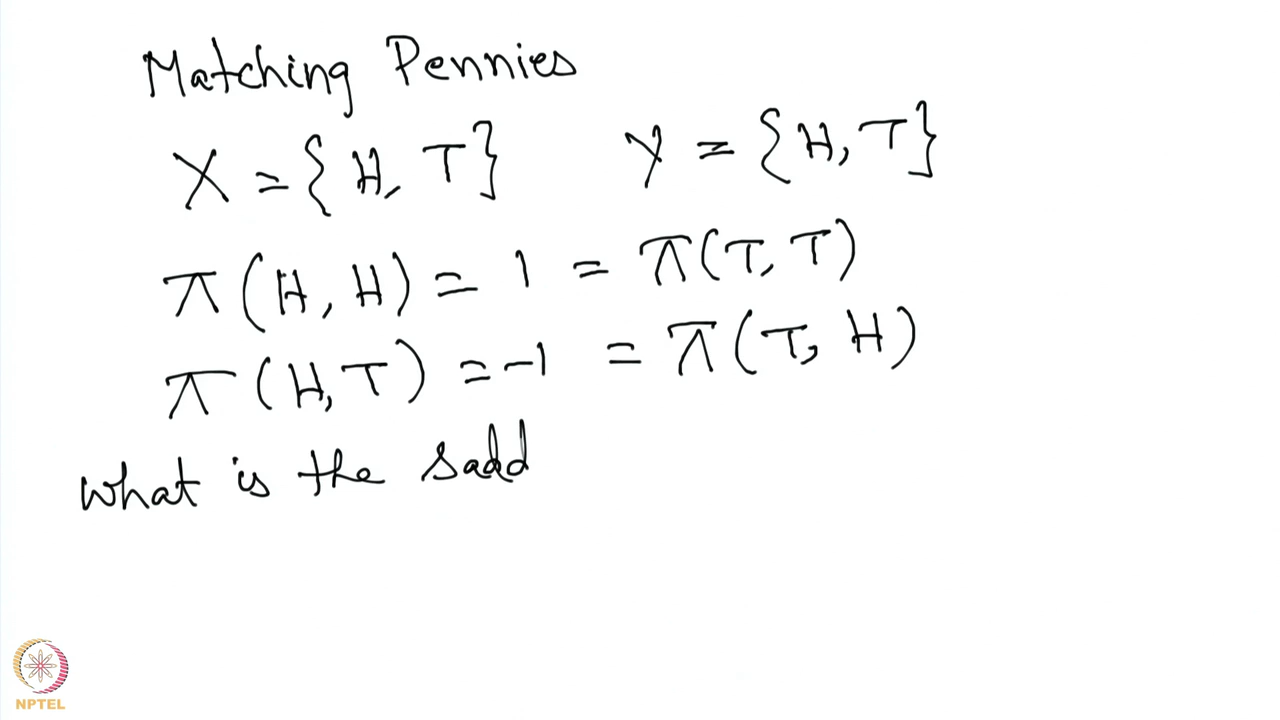 Matching Pennies
X = {H, T} Y = {H, T}
π(H, H) = 1 = π(T, T)
π(H, T) = -1 = π(T, H)
what is the sadd
NPTEL